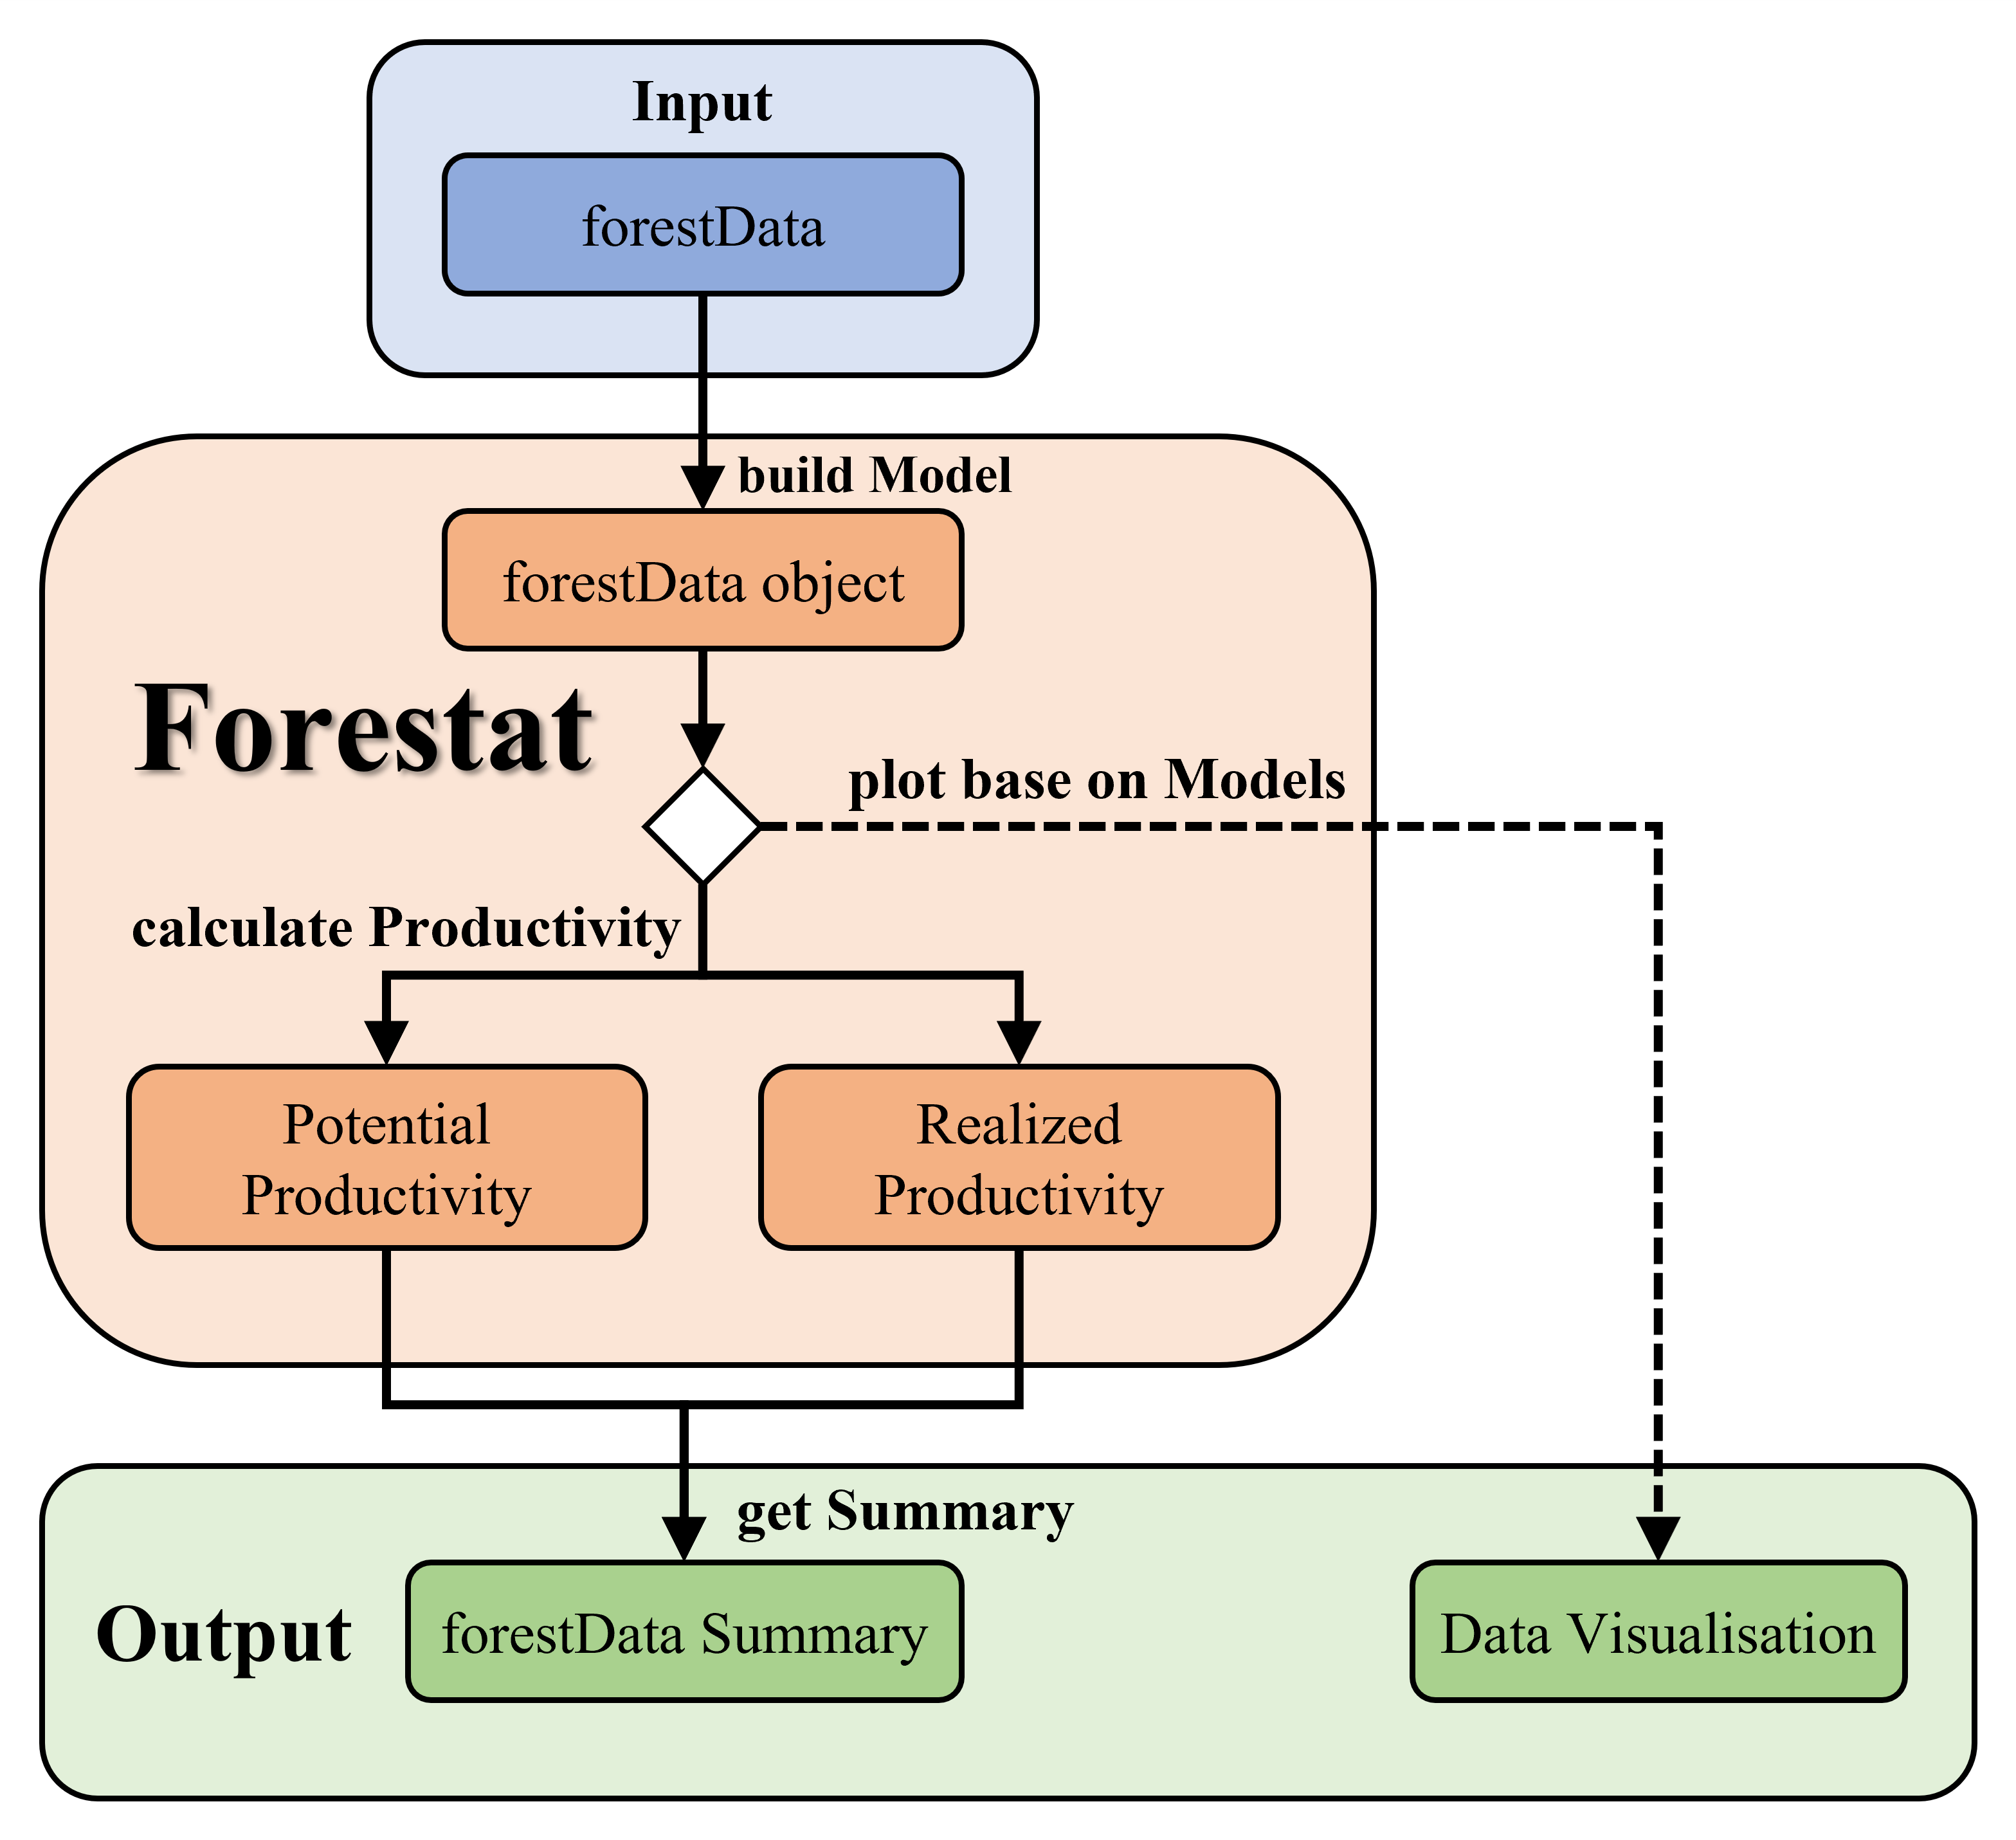 Input
forestData
build Model
forestData object
Forestat
plot base on Models
calculate Productivity
Potential
Productivity
Realized
Productivity
get Summary
Output
forestData Summary
Data Visualisation